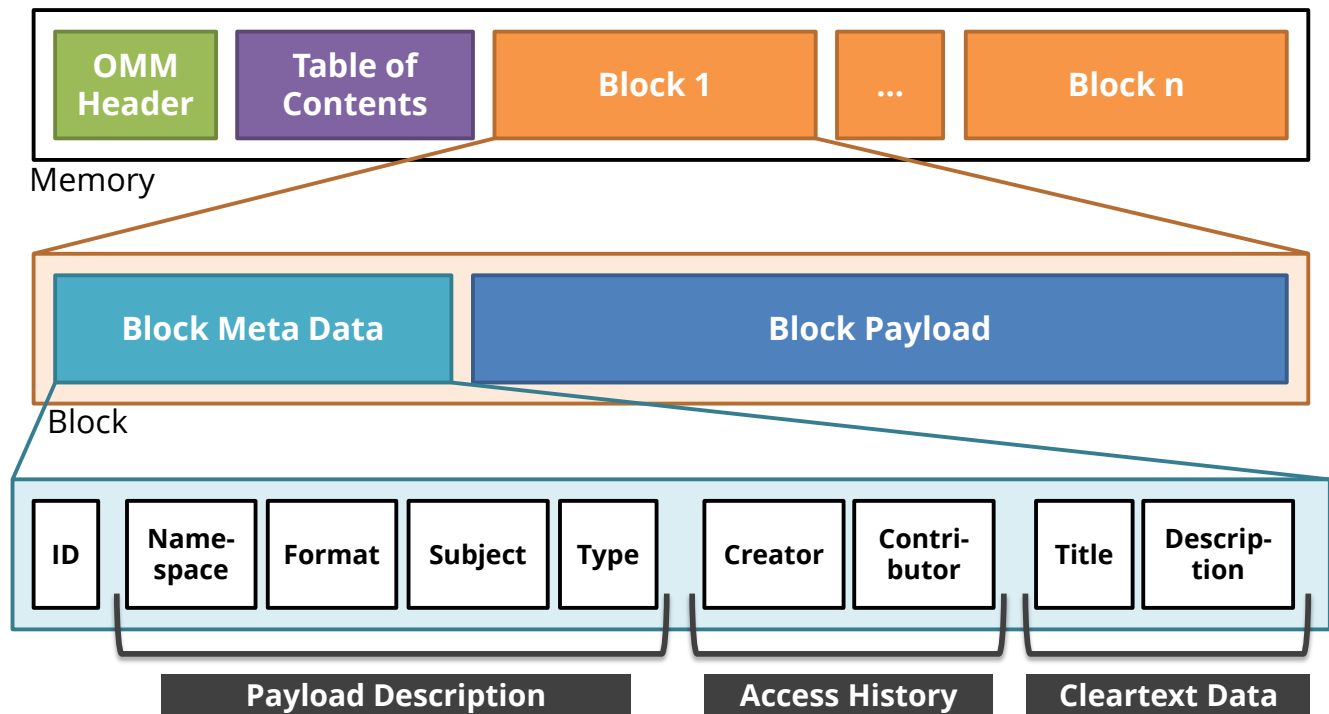 OMM
Header
Table of
Contents
Block 1
...
Block n
Memory
Block Meta Data
Block Payload
Block
ID
Name-
space
Format
Subject
Type
Creator
Contri-
butor
Title
Descrip-
tion
Payload Description
Access History
Cleartext Data